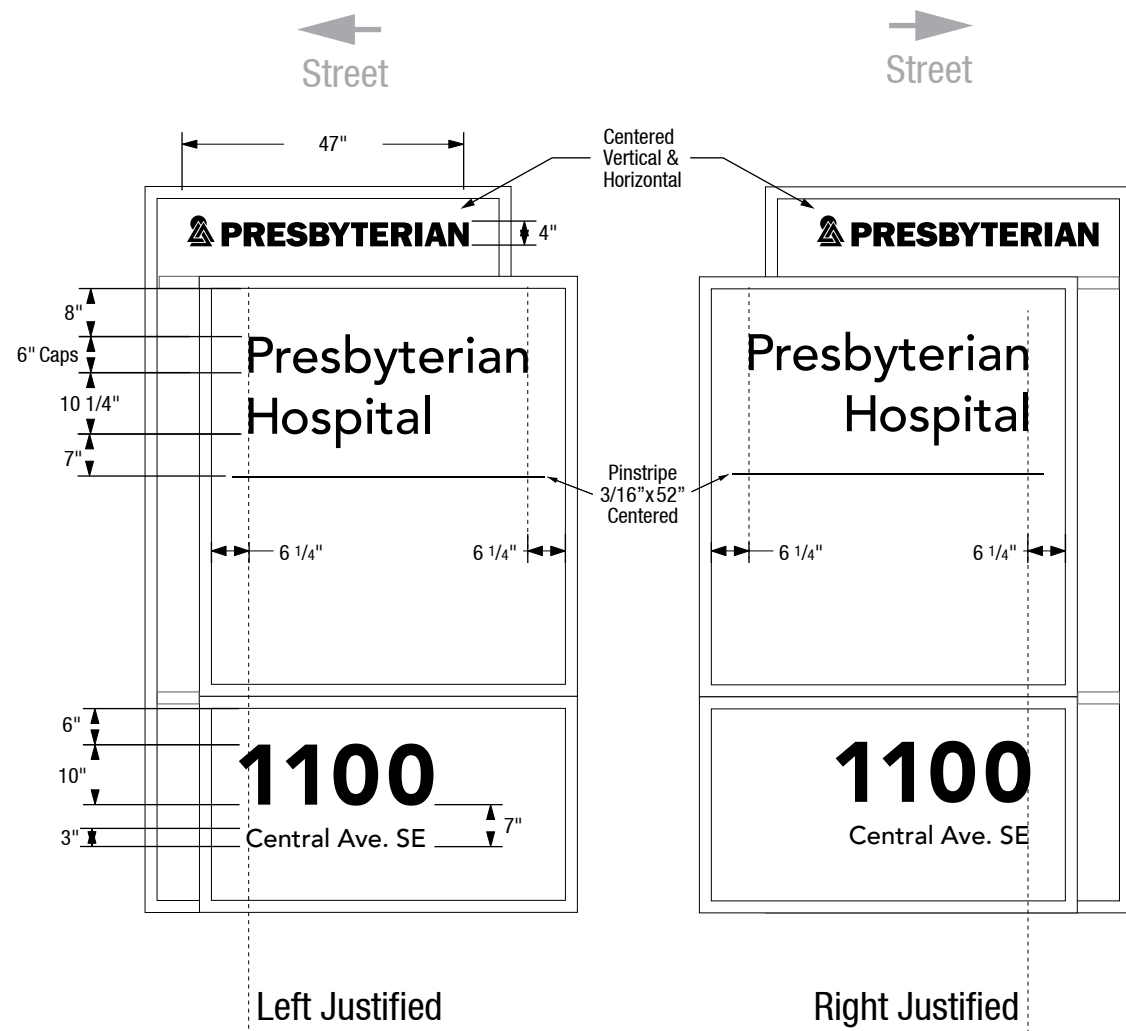 Street
Street
47"
Centered
Vertical &
Horizontal
PRESBYTERIAN
4"
PRESBYTERIAN
8"
6" Caps
10 1/4"
7"
Presbyterian
Hospital
Presbyterian
Hospital
Pinstripe
3/16”x 52”
Centered
6 1/4"
6 1/4"
6 1/4"
6 1/4"
6"
10"
3"
1100
7"
Central Ave. SE
1100
Central Ave. SE
Left Justified
Right Justified